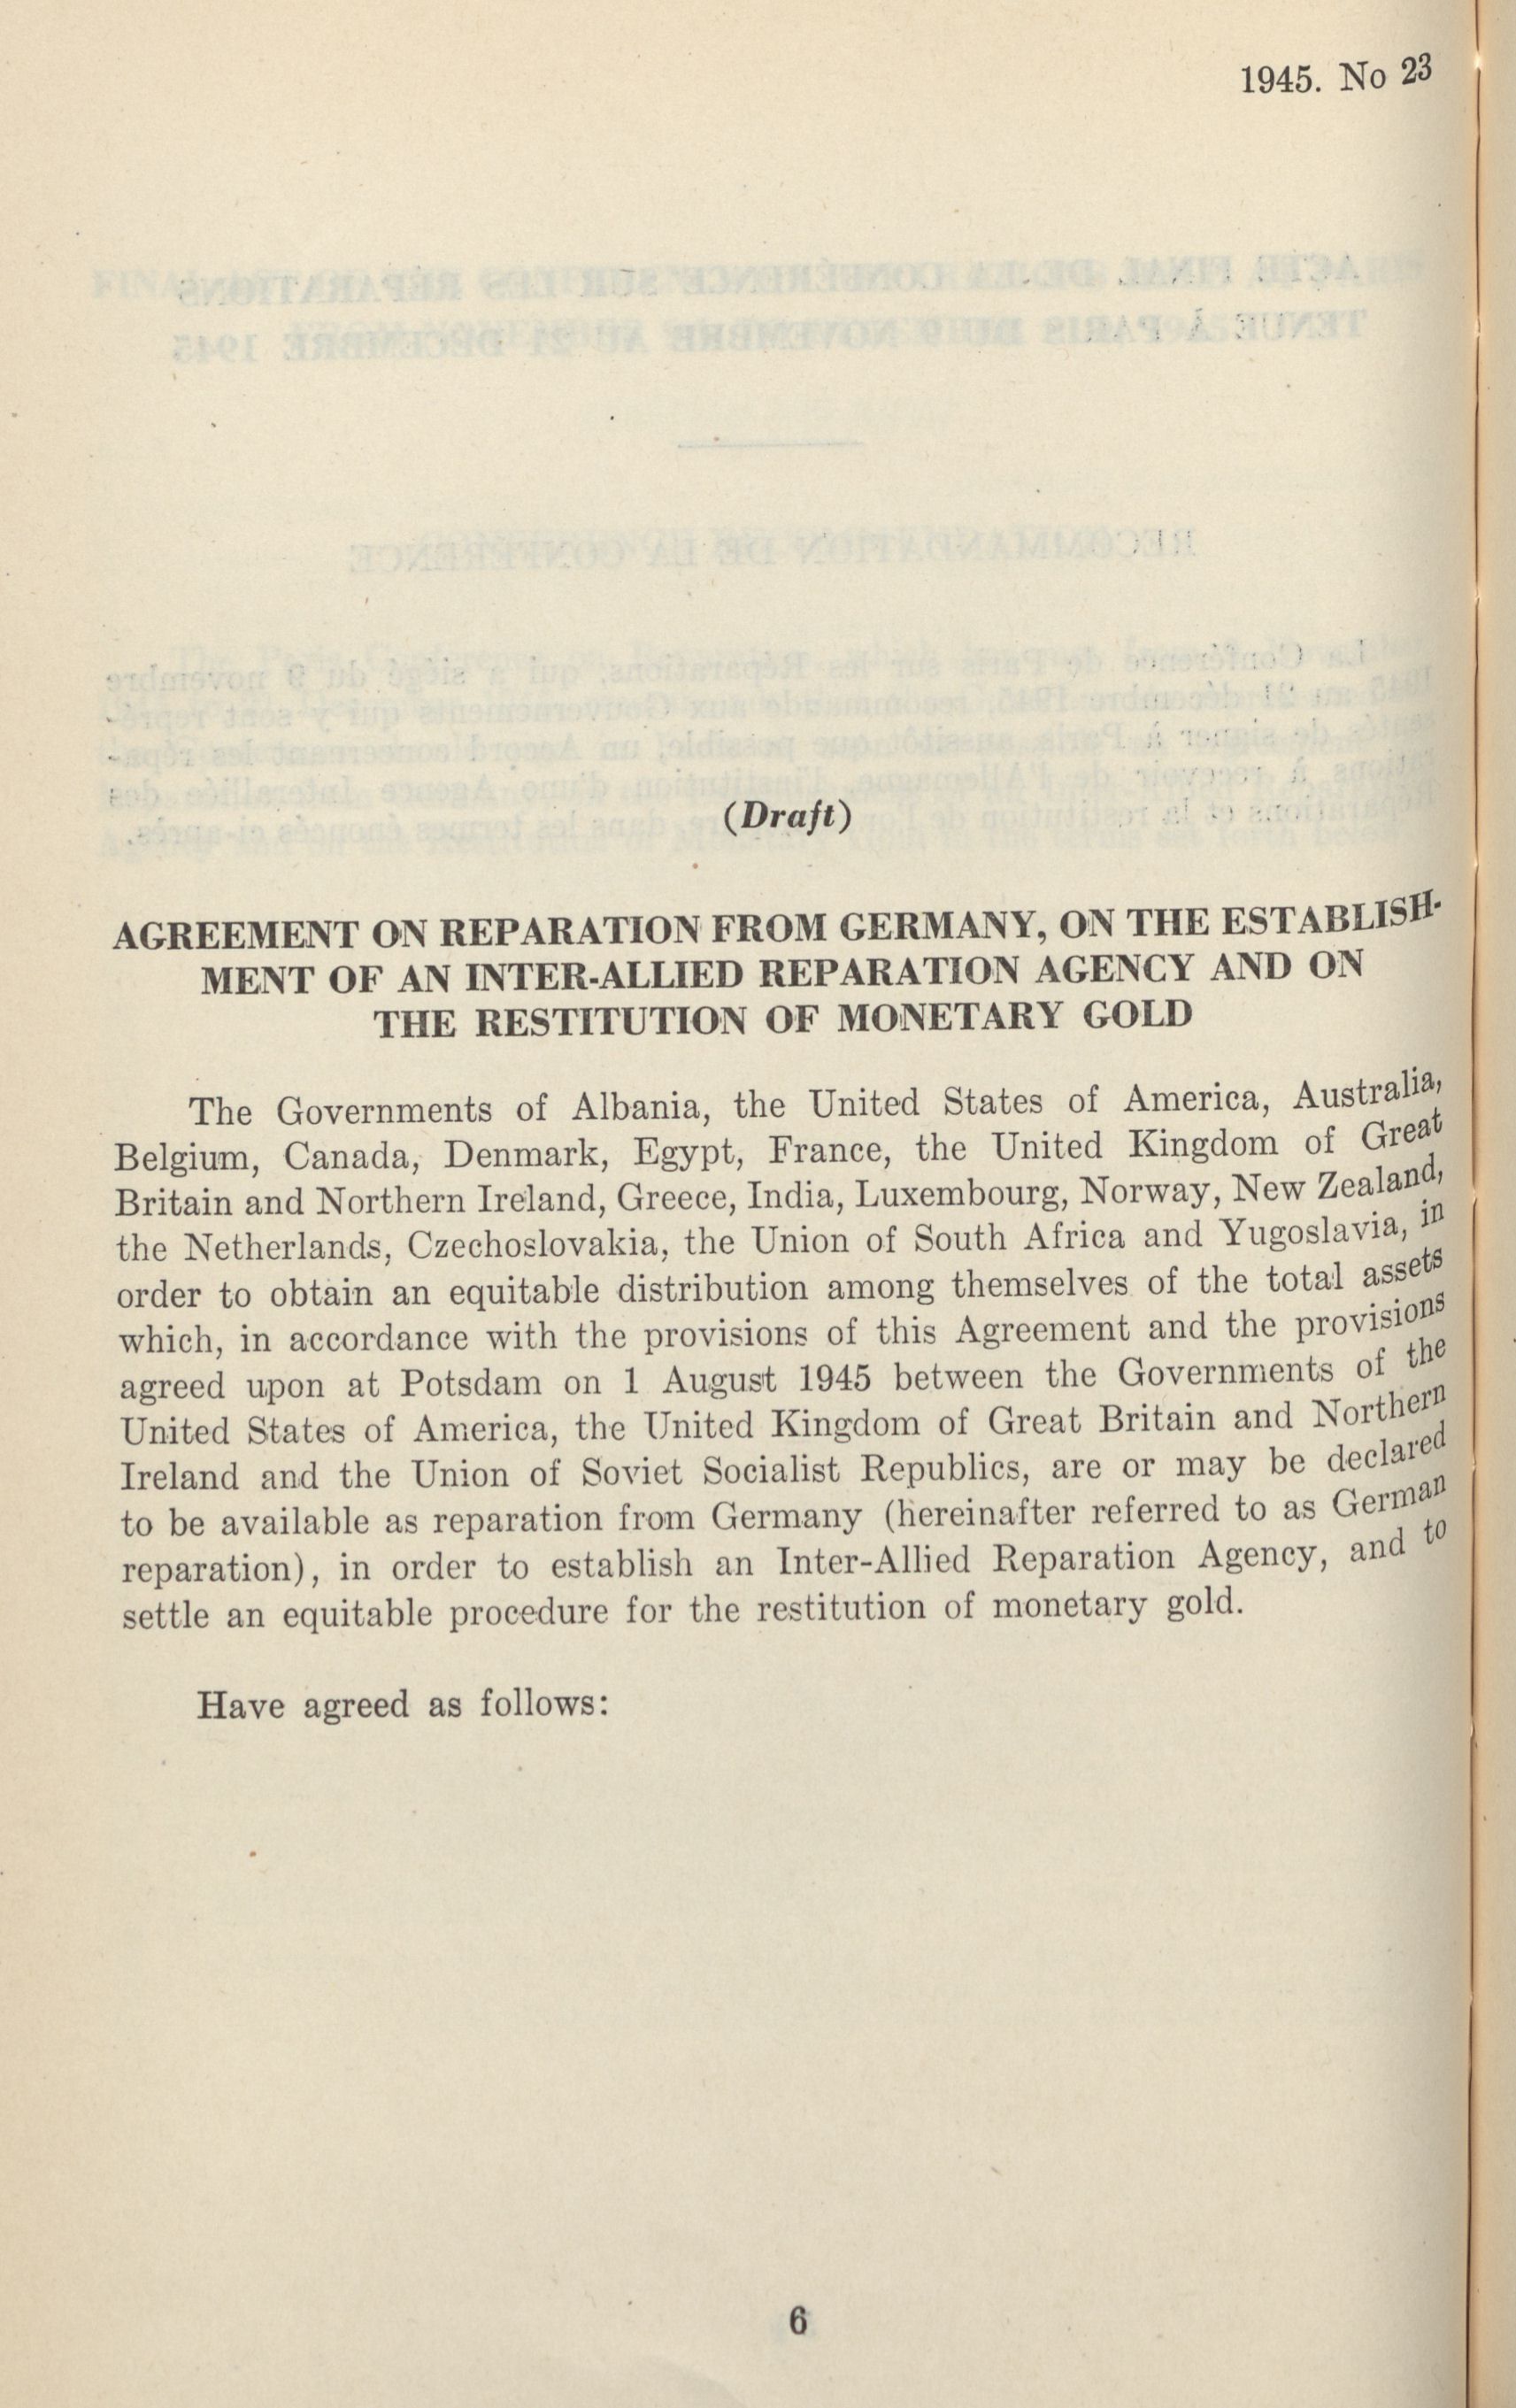 1945. No 23
(Draft)
AGREEMENT ON REPARATION FROM GERMANY, ON THE ESTABLISH-
MENT OF AN INTER-ALLIED REPARATION AGENCY AND ON
THE RESTITUTION OF MONETARY GOLD
The Governments of Albania, the United States of America, Australia,
Belgium, Canada, Denmark, Egypt, France, the United Kingdom of Great
Britain and Northern Ireland, Greece, India, Luxembourg, Norway, New Zealand,
the Netherlands, Czechoslovakia, the Union of South Africa and Yugoslavia, in
order to obtain an equitable distribution among themselves of the total assets
which, in accordance with the provisions of this Agreement and the provisions
agreed upon at Potsdam on 1 August 1945 between the Governments of the
United States of America, the United Kingdom of Great Britain and Northern
Ireland and the Union of Soviet Socialist Republics, are or may be declared
to be available as reparation from Germany (hereinafter referred to as German
reparation), in order to establish an Inter-Allied Reparation Agency, and to
settle an equitable procedure for the restitution of monetary gold.
Have agreed as follows:
6